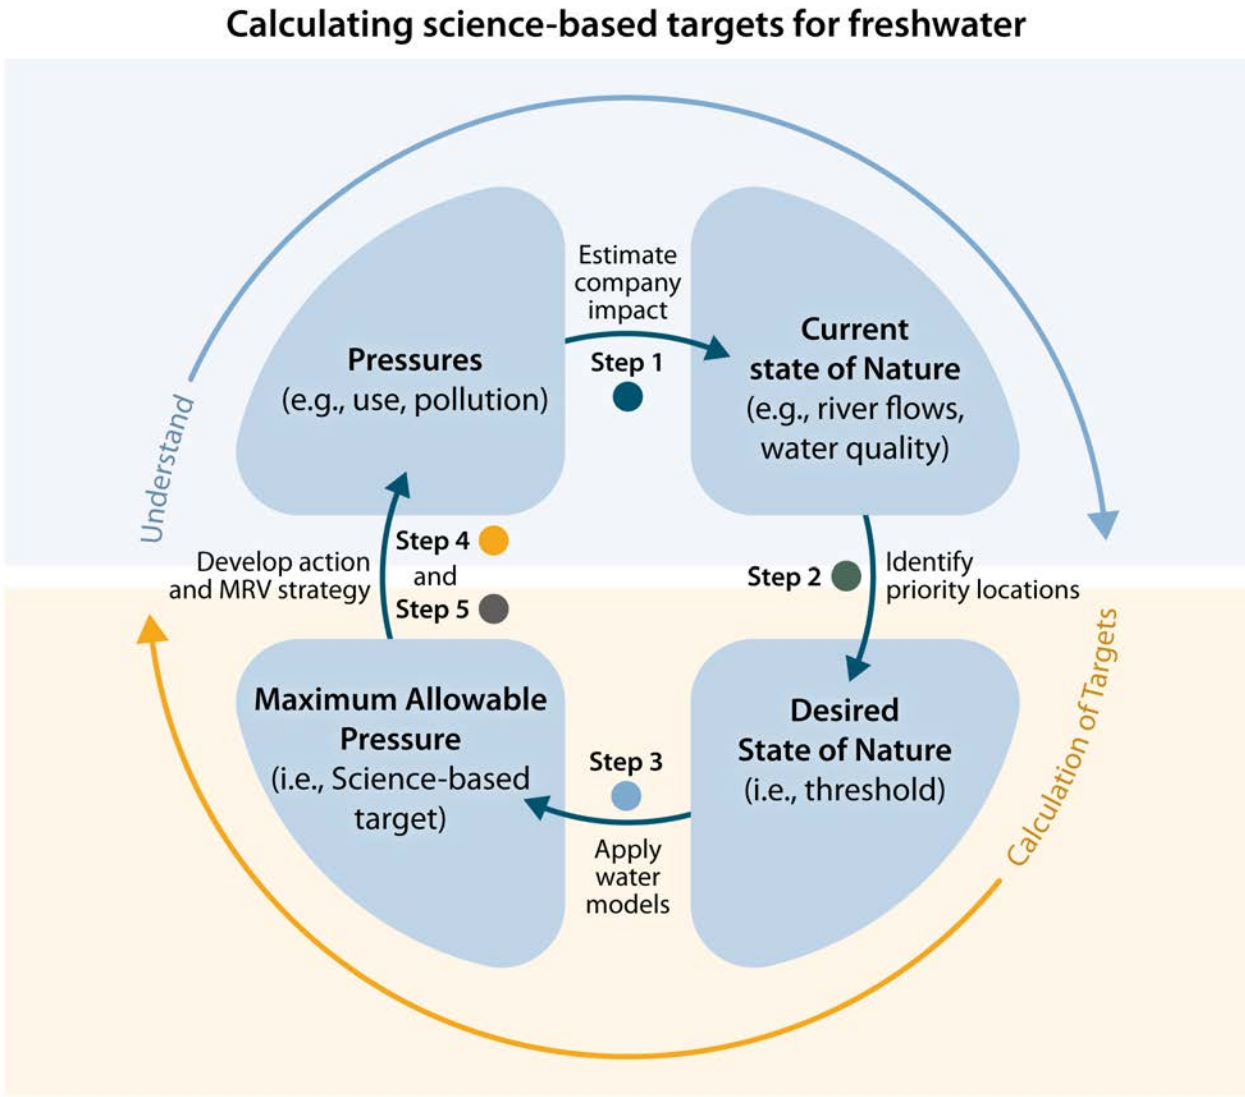 Calculating science-based targets for freshwater
Estimate
company
impact
Step 1
Pressures
(e.g., use, pollution)
Current
state of Nature
(e.g., river flows,
water quality)
Understand
Develop action
and MRV strategy
Step 4
and
Step 5
Step 2
Identify
priority locations
Maximum Allowable
Pressure
(i.e., Science-based
target)
Step 3
Apply
water
models
Desired
State of Nature
(i.e., threshold)
Calculation of Targets